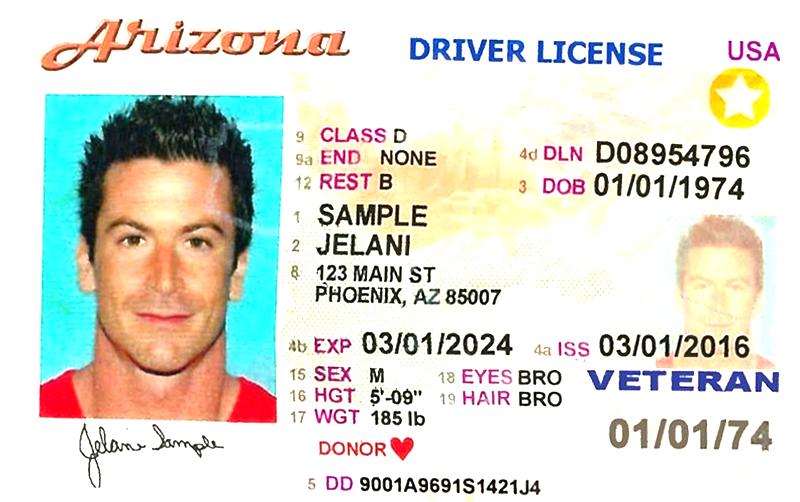 Arizona DRIVER LICENSE USA
9 CLASS D
9a END NONE
4d DLN D08954796
12 REST B
3 DOB 01/01/1974
1 SAMPLE
2 JELANI
8 123 MAIN ST
PHOENIX, AZ 85007
4b EXP 03/01/2024 4a ISS 03/01/2016
15 SEX M 18 EYES BRO VETERAN
16 HGT 5'-09" 19 HAIR BRO
17 WGT 185 lb
01/01/74
DONOR
Jelani Sample
5 DD 9001A9691S1421J4